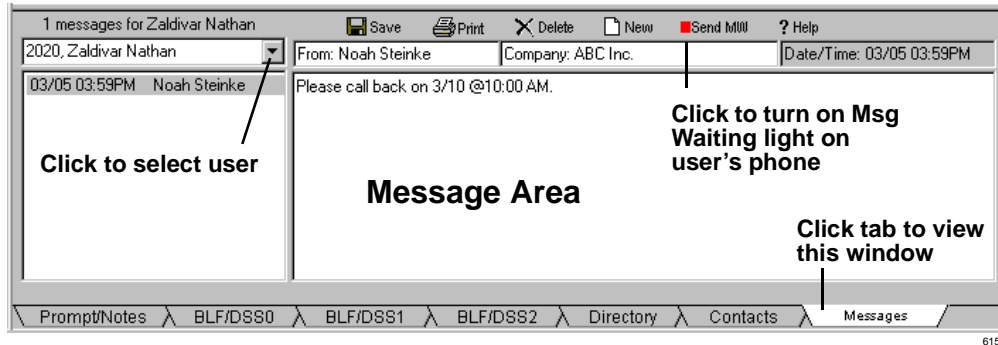 1 messages for Zaldivar Nathan
Save Print Delete New Send MW ? Help
2020, Zaldivar Nathan
From: Noah Steinke Company: ABC Inc. Date/Time: 03/05 03:59PM
03/05 03:59PM Noah Steinke
Please call back on 3/10 @10:00 AM.
Click to turn on Msg
Waiting light on
user's phone
Click to select user
Message Area
Click tab to view
this window
Prompt/Notes BLF/DSS0 BLF/DSS1 BLF/DSS2 Directory Contacts Messages
615